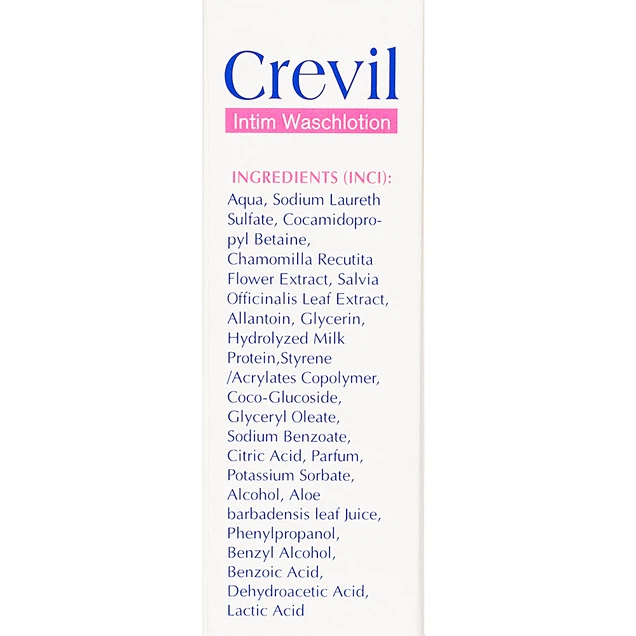 Crevil
Intim Waschlotion
INGREDIENTS (INCI):
Aqua, Sodium Laureth
Sulfate, Cocamidopro-
pyl Betaine,
Chamomilla Recutita
Flower Extract, Salvia
Officinalis Leaf Extract,
Allantoin, Glycerin,
Hydrolyzed Milk
Protein,Styrene
/Acrylates Copolymer,
Coco-Glucoside,
Glyceryl Oleate,
Sodium Benzoate,
Citric Acid, Parfum,
Potassium Sorbate,
Alcohol, Aloe
barbadensis leaf Juice,
Phenylpropanol,
Benzyl Alcohol,
Benzoic Acid,
Dehydroacetic Acid,
Lactic Acid